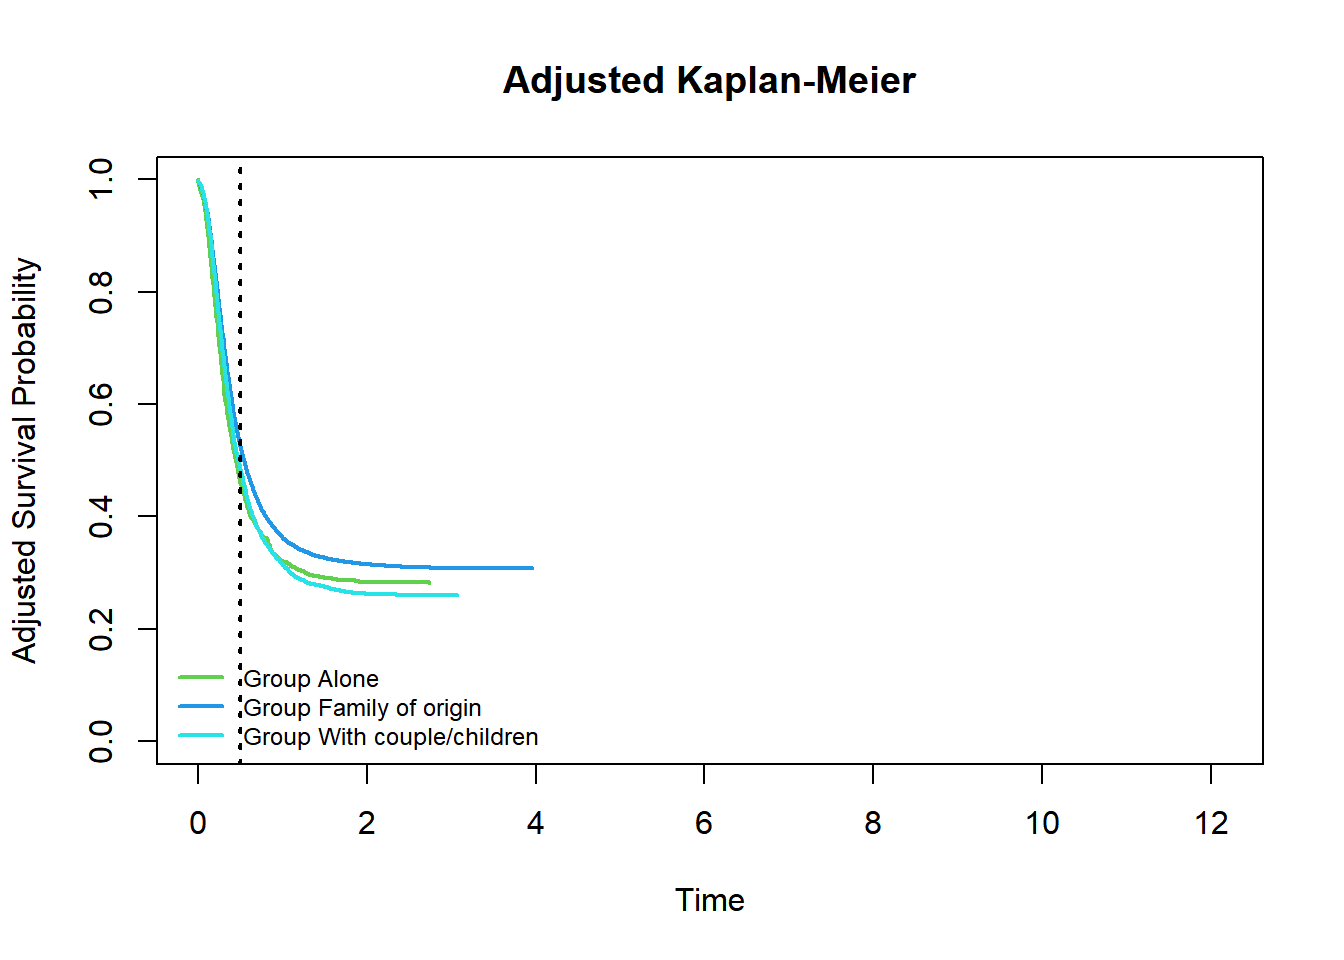 Adjusted Kaplan-Meier
Adjusted Survival Probability
1.0
0.8
0.6
0.4
0.2
0.0
Group Alone
Group Family of origin
Group With couple/children
0 2 4 6 8 10 12
Time